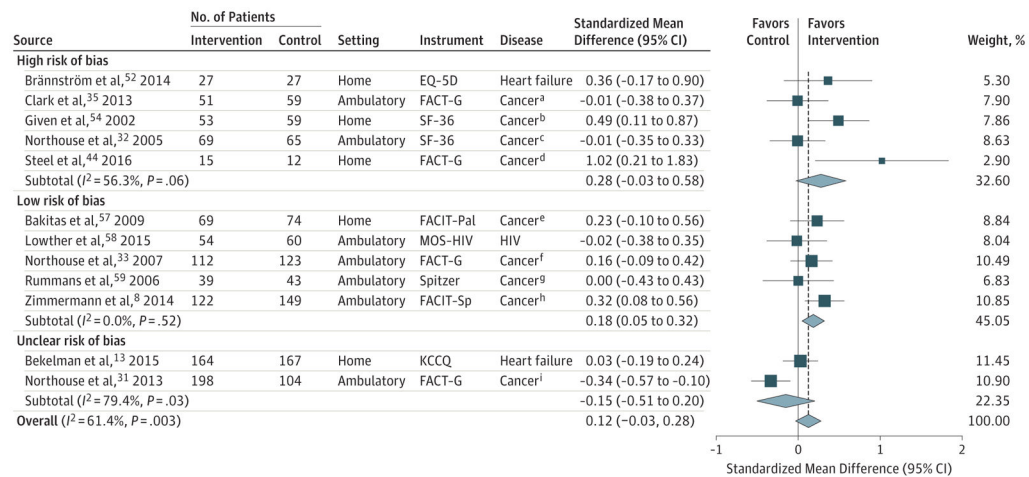 No. of Patients
Source Intervention Control Setting Instrument Disease Standardized Mean Difference (95% CI) Favors Control Favors Intervention Weight, %
High risk of bias
Brännström et al,52 2014 27 27 Home EQ-5D Heart failure 0.36 (-0.17 to 0.90) 5.30
Clark et al,35 2013 51 59 Ambulatory FACT-G Cancera -0.01 (-0.38 to 0.37) 7.90
Given et al,54 2002 53 59 Home SF-36 Cancerb 0.49 (0.11 to 0.87) 7.86
Northouse et al,32 2005 69 65 Ambulatory SF-36 Cancerc -0.01 (-0.35 to 0.33) 8.63
Steel et al,44 2016 15 12 Home FACT-G Cancerd 1.02 (0.21 to 1.83) 2.90
Subtotal (I2 = 56.3%, P = .06) 0.28 (-0.03 to 0.58) 32.60
Low risk of bias
Bakitas et al,57 2009 69 74 Home FACIT-Pal Cancere 0.23 (-0.10 to 0.56) 8.84
Lowther et al,58 2015 54 60 Ambulatory MOS-HIV HIV -0.02 (-0.38 to 0.35) 8.04
Northouse et al,33 2007 112 123 Ambulatory FACT-G Cancerf 0.16 (-0.09 to 0.42) 10.49
Rummans et al,59 2006 39 43 Ambulatory Spitzer Cancerg 0.00 (-0.43 to 0.43) 6.83
Zimmermann et al,8 2014 122 149 Ambulatory FACIT-Sp Cancerh 0.32 (0.08 to 0.56) 10.85
Subtotal (I2 = 0.0%, P = .52) 0.18 (0.05 to 0.32) 45.05
Unclear risk of bias
Bekelman et al,13 2015 164 167 Home KCCQ Heart failure 0.03 (-0.19 to 0.24) 11.45
Northouse et al,31 2013 198 104 Ambulatory FACT-G Canceri -0.34 (-0.57 to -0.10) 10.90
Subtotal (I2 = 79.4%, P = .03) -0.15 (-0.51 to 0.20) 22.35
Overall (I2 = 61.4%, P = .003) 0.12 (−0.03, 0.28) 100.00
-1 0 1 2
Standardized Mean Difference (95% CI)